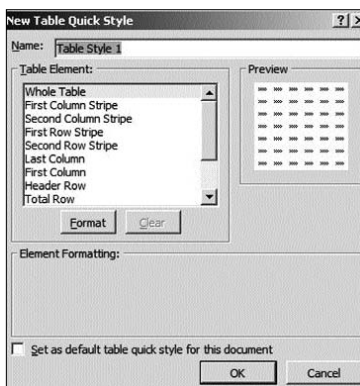 New Table Quick Style
Name: Table Style 1
Table Element:
Whole Table
First Column Stripe
Second Column Stripe
First Row Stripe
Second Row Stripe
Last Column
First Column
Header Row
Total Row
Format Clear
Preview
Element Formatting:
Set as default table quick style for this document
OK Cancel